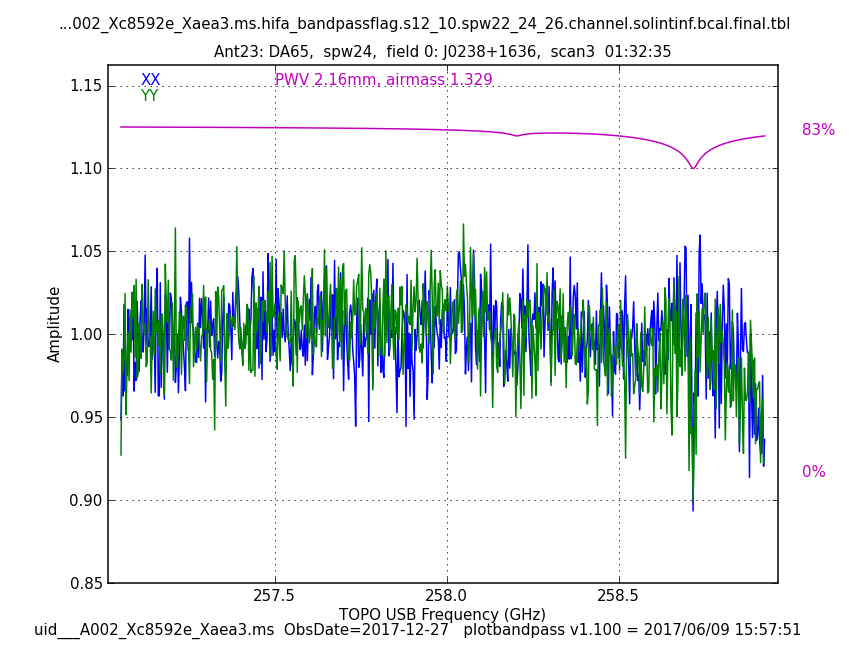 ...002_Xc8592e_Xaea3.ms.hifa_bandpassflag.s12_10.spw22_24_26.channel.solintinf.bcal.final.tbl
Ant23: DA65,  spw24,  field 0: J0238+1636,  scan3  01:32:35
XX
YY
PWV 2.16mm, airmass 1.329
83%
0%
1.15
1.10
1.05
1.00
0.95
0.90
0.85
Amplitude
257.5
258.0
258.5
TOPO USB Frequency (GHz)
uid___A002_Xc8592e_Xaea3.ms  ObsDate=2017-12-27   plotbandpass v1.100 = 2017/06/09 15:57:51